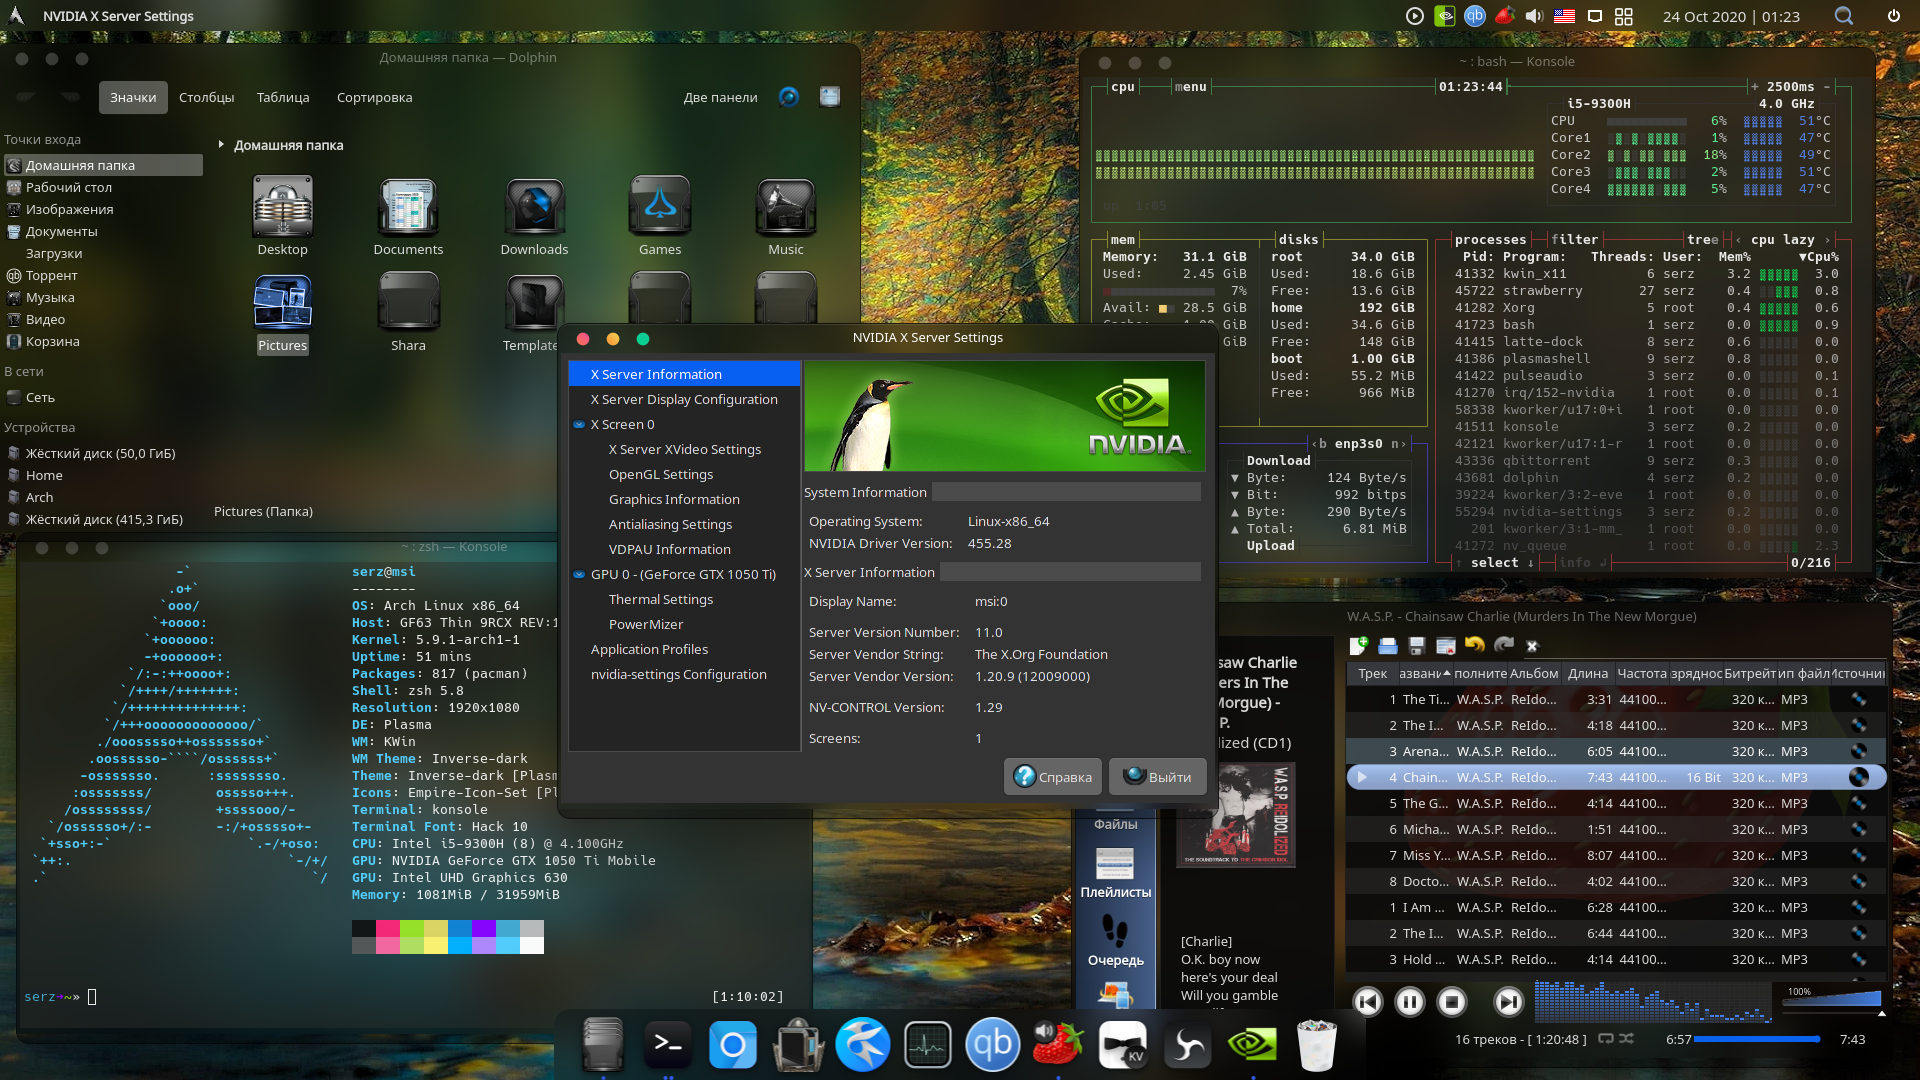 NVIDIA X Server Settings
24 Oct 2020 | 01:23
Домашняя папка — Dolphin
Значки
Столбцы
Таблица
Сортировка
Две панели
Точки входа
Домашняя папка
Рабочий стол
Изображения
Документы
Загрузки
Торрент
Музыка
Видео
Корзина
В сети
Сеть
Устройства
Жёсткий диск (50,0 ГиБ)
Home
Arch
Жёсткий диск (415,3 ГиБ)
Домашняя папка
Desktop
Documents
Downloads
Games
Music
Pictures
Shara
Template
Pictures (Папка)
~ : bash — Konsole
cpu menu 01:23:44 + 2500ms -
i5-9300H 4.0 GHz
CPU 6% 51°C
Core1 1% 47°C
Core2 18% 49°C
Core3 2% 51°C
Core4 5% 47°C
up 1:05
mem
Memory: 31.1 GiB
Used: 2.45 GiB
7%
Avail: 28.5 GiB
GiB
disks
root 34.0 GiB
Used: 18.6 GiB
Free: 13.6 GiB
home 192 GiB
Used: 34.6 GiB
Free: 148 GiB
boot 1.00 GiB
Used: 55.2 MiB
Free: 966 MiB
‹b enp3s0 n›
Download
▼ Byte: 124 Byte/s
▼ Bit: 992 bitps
▲ Byte: 290 Byte/s
▲ Total: 6.81 MiB
Upload
processes filter tree ‹ cpu lazy ›
Pid: Program: Threads: User: Mem% ▼Cpu%
41332 kwin_x11 6 serz 3.2 3.0
45722 strawberry 27 serz 0.4 0.8
41282 Xorg 5 root 0.4 0.6
41723 bash 1 serz 0.0 0.9
41415 latte-dock 8 serz 0.6 0.0
41386 plasmashell 9 serz 0.8 0.0
41422 pulseaudio 3 serz 0.0 0.1
41270 irq/152-nvidia 1 root 0.0 0.1
58338 kworker/u17:0+i 1 root 0.0 0.0
41511 konsole 3 serz 0.2 0.0
42121 kworker/u17:1-r 1 root 0.0 0.0
43336 qbittorrent 9 serz 0.3 0.0
43681 dolphin 4 serz 0.2 0.0
39224 kworker/3:2-eve 1 root 0.0 0.0
55294 nvidia-settings 3 serz 0.2 0.0
201 kworker/3:1-mm_ 1 root 0.0 0.0
41272 nv_queue 1 root 0.0 2.3
↑ select ↓ info ↲ 0/216
~ : zsh — Konsole
serz@msi
--------
OS: Arch Linux x86_64
Host: GF63 Thin 9RCX REV:1
Kernel: 5.9.1-arch1-1
Uptime: 51 mins
Packages: 817 (pacman)
Shell: zsh 5.8
Resolution: 1920x1080
DE: Plasma
WM: KWin
WM Theme: Inverse-dark
Theme: Inverse-dark [Plasm
Icons: Empire-Icon-Set [Pl
Terminal: konsole
Terminal Font: Hack 10
CPU: Intel i5-9300H (8) @ 4.100GHz
GPU: NVIDIA GeForce GTX 1050 Ti Mobile
GPU: Intel UHD Graphics 630
Memory: 1081MiB / 31959MiB
serz➜~»
[1:10:02]
NVIDIA X Server Settings
X Server Information
X Server Display Configuration
X Screen 0
X Server XVideo Settings
OpenGL Settings
Graphics Information
Antialiasing Settings
VDPAU Information
GPU 0 - (GeForce GTX 1050 Ti)
Thermal Settings
PowerMizer
Application Profiles
nvidia-settings Configuration
NVIDIA.
System Information
Operating System: Linux-x86_64
NVIDIA Driver Version: 455.28
X Server Information
Display Name: msi:0
Server Version Number: 11.0
Server Vendor String: The X.Org Foundation
Server Vendor Version: 1.20.9 (12009000)
NV-CONTROL Version: 1.29
Screens: 1
Справка
Выйти
W.A.S.P. - Chainsaw Charlie (Murders In The New Morgue)
saw Charlie
ers In The
Morgue) -
P.
lized (CD1)
W.A.S.P. REIDOLIZED
THE SOUNDTRACK TO THE CRIMSON IDOL
Файлы
Плейлисты
Очередь
[Charlie]
O.K. boy now
here's your deal
Will you gamble
Трек азвани полните Альбом Длина Частота зряднос Битрейт ип файл Источни
1 The Ti... W.A.S.P. ReIdo... 3:31 44100... 320 к... MP3
2 The I... W.A.S.P. ReIdo... 4:18 44100... 320 к... MP3
3 Arena... W.A.S.P. ReIdo... 6:05 44100... 320 к... MP3
4 Chain... W.A.S.P. ReIdo... 7:43 44100... 16 Bit 320 к... MP3
5 The G... W.A.S.P. ReIdo... 4:14 44100... 320 к... MP3
6 Micha... W.A.S.P. ReIdo... 1:51 44100... 320 к... MP3
7 Miss Y... W.A.S.P. ReIdo... 8:07 44100... 320 к... MP3
8 Docto... W.A.S.P. ReIdo... 4:02 44100... 320 к... MP3
1 I Am ... W.A.S.P. ReIdo... 6:28 44100... 320 к... MP3
2 The I... W.A.S.P. ReIdo... 6:44 44100... 320 к... MP3
3 Hold ... W.A.S.P. ReIdo... 4:14 44100... 320 к... MP3
100%
16 треков - [ 1:20:48 ]
6:57
7:43
qb
KV